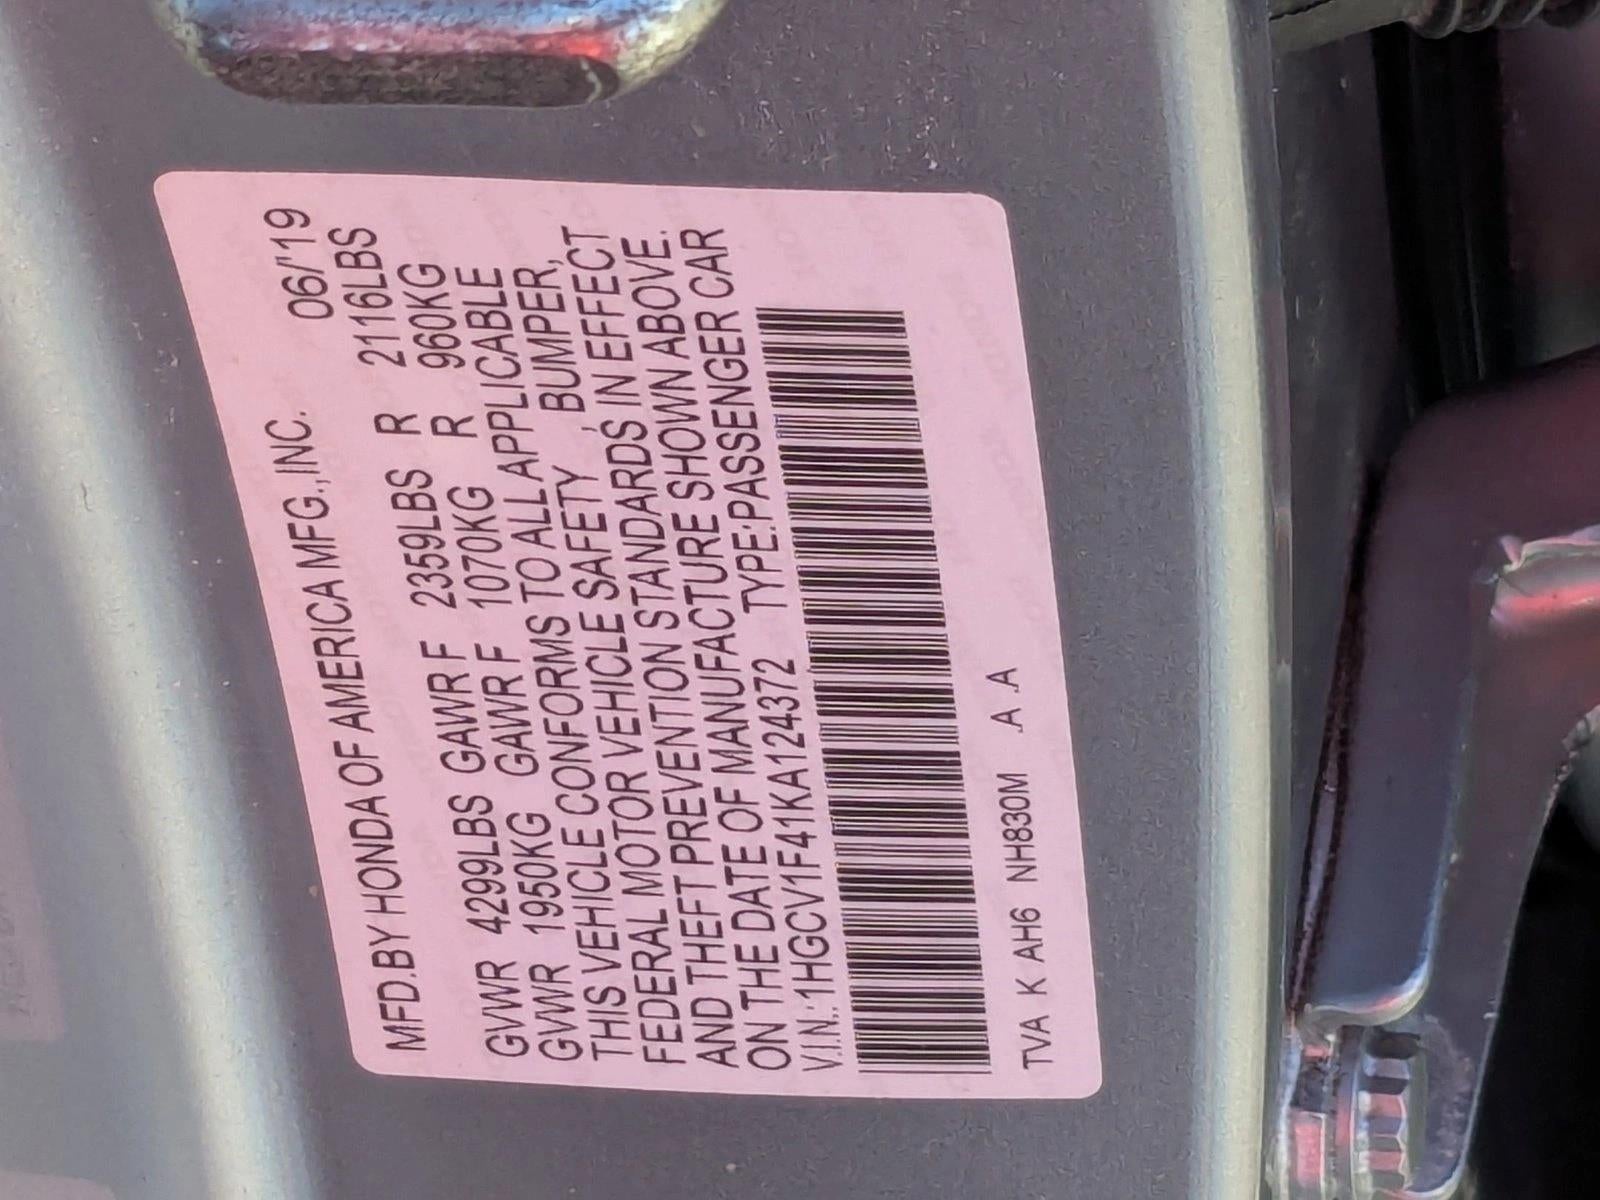 MFD.BY HONDA OF AMERICA MFG.,INC. 06/'19
GVWR 4299LBS GAWR F 2359LBS R 2116LBS
GVWR 1950KG GAWR F 1070KG R 960KG
THIS VEHICLE CONFORMS TO ALL APPLICABLE
FEDERAL MOTOR VEHICLE SAFETY, BUMPER,
AND THEFT PREVENTION STANDARDS IN EFFECT
ON THE DATE OF MANUFACTURE SHOWN ABOVE.
V.I.N.:1HGCV1F41KA124372 TYPE:PASSENGER CAR
TVA K AH6 NH830M .A .A